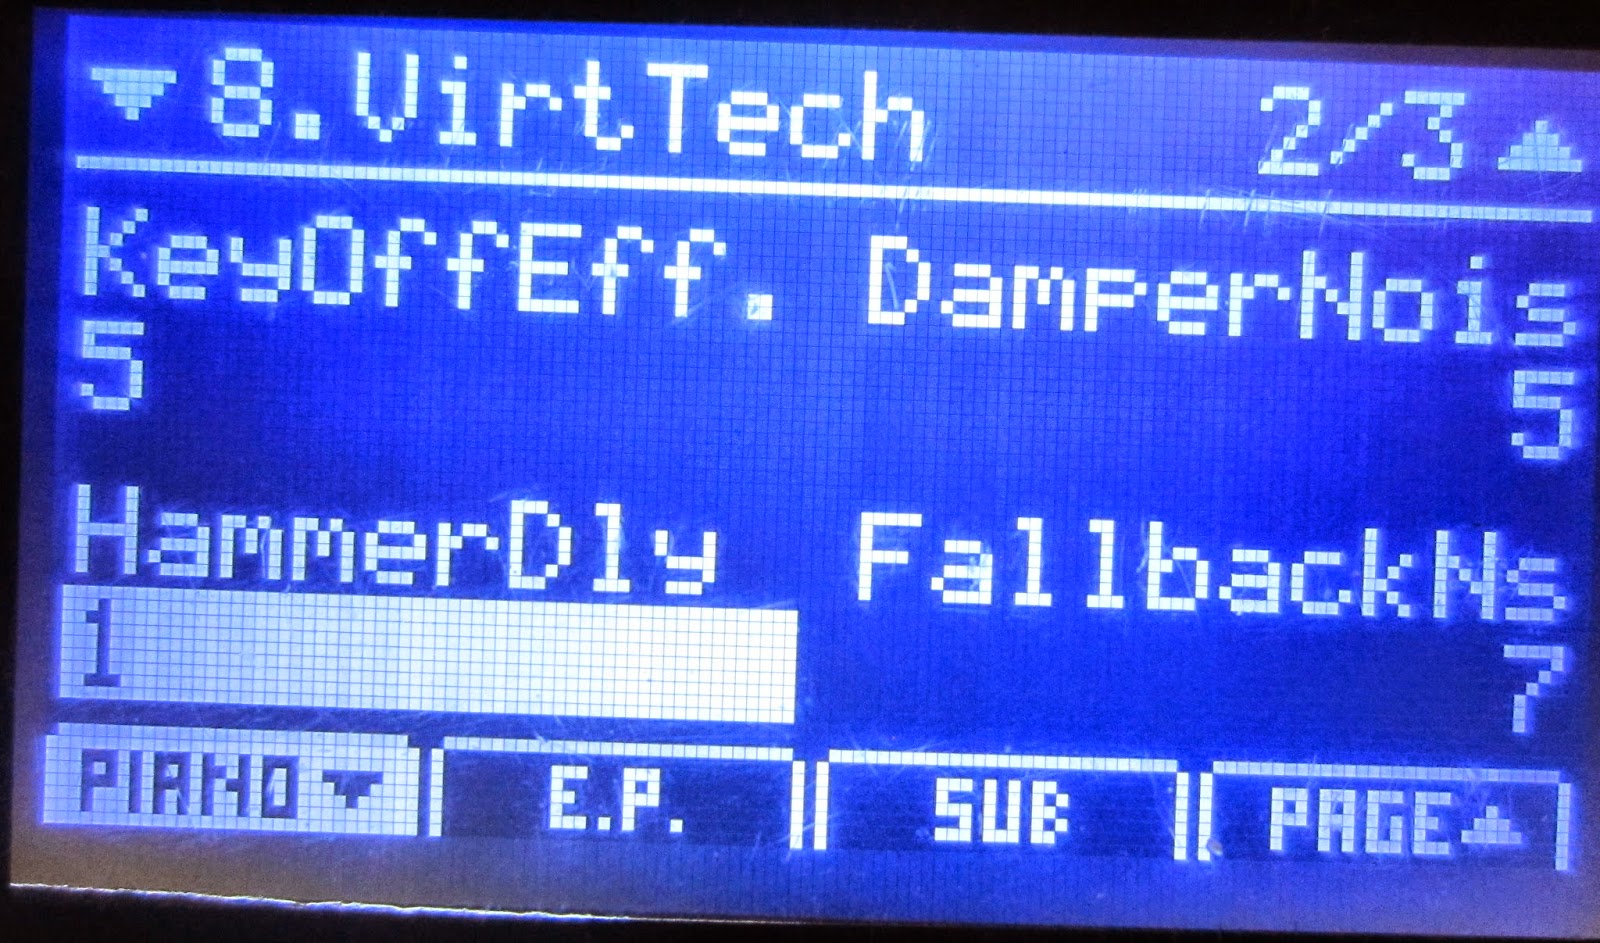 ▼8.VirtTech 2/3▲
KeyOffEff. DamperNois
5 5
HammerDly FallbackNs
1 7
PIANO▼ E.P. SUB PAGE▲